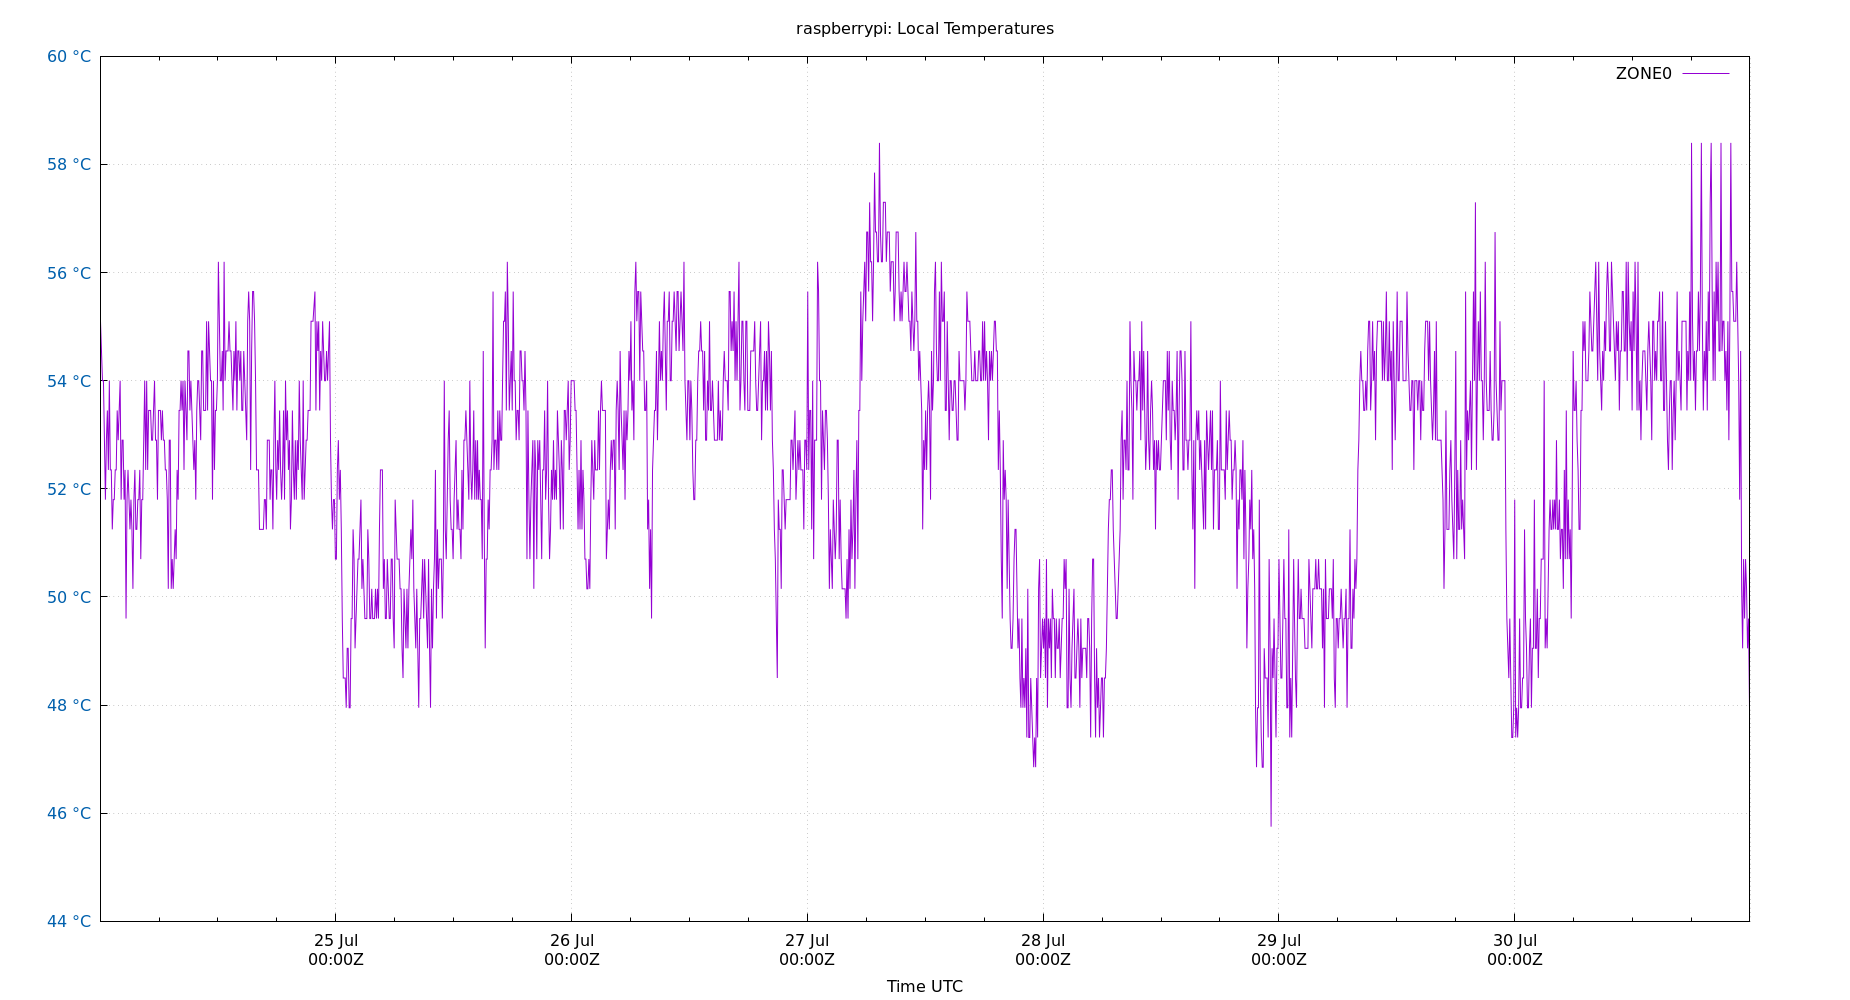 raspberrypi: Local Temperatures
60 °C
ZONE0
58 °C
56 °C
54 °C
52 °C
50 °C
48 °C
46 °C
44 °C
25 Jul 26 Jul 27 Jul 28 Jul 29 Jul 30 Jul
00:00Z 00:00Z 00:00Z 00:00Z 00:00Z 00:00Z
Time UTC